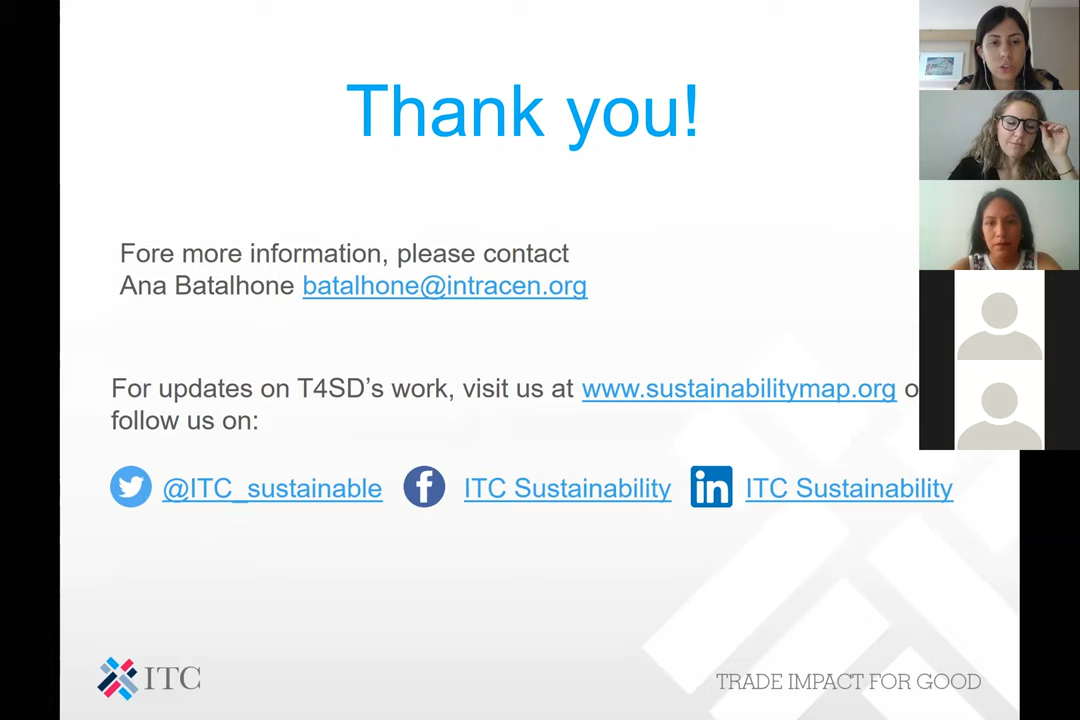 Thank you!
Fore more information, please contact
Ana Batalhone batalhone@intracen.org
For updates on T4SD's work, visit us at www.sustainabilitymap.org o
follow us on:
@ITC_sustainable ITC Sustainability ITC Sustainability
ITC
TRADE IMPACT FOR GOOD